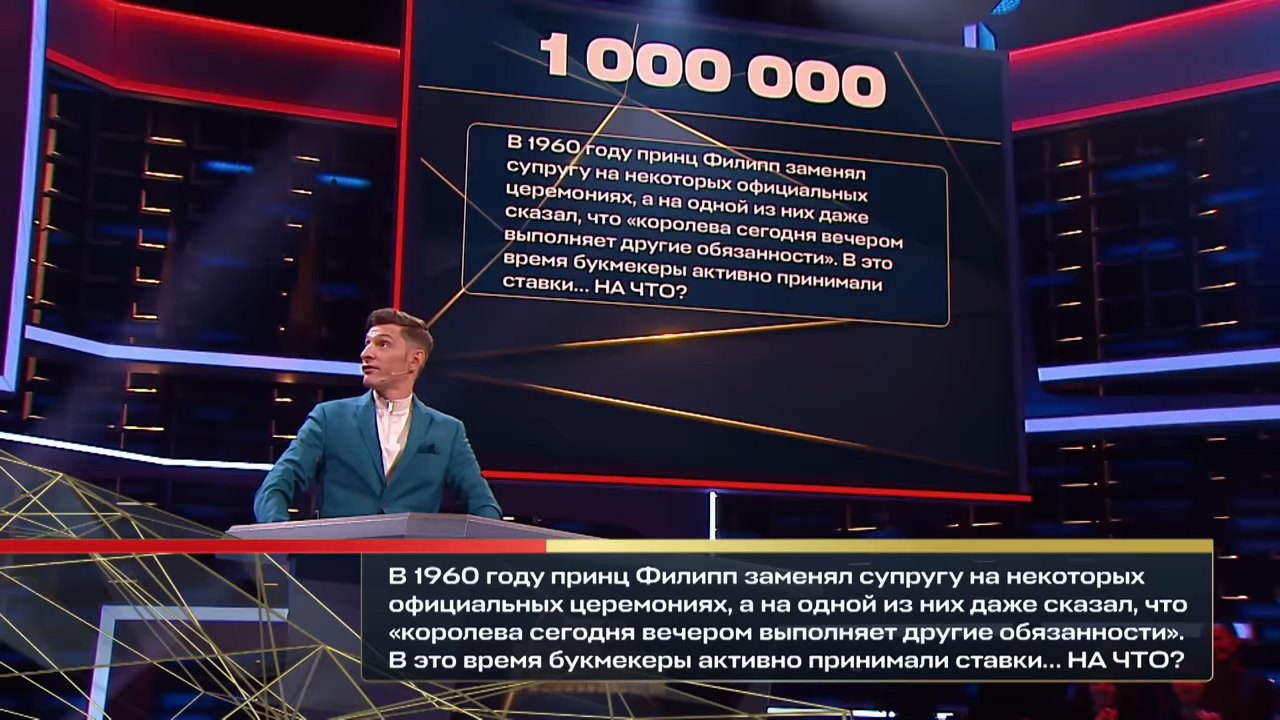 1 000 000
В 1960 году принц Филипп заменял
супругу на некоторых официальных
церемониях, а на одной из них даже
сказал, что «королева сегодня вечером
выполняет другие обязанности». В это
время букмекеры активно принимали
ставки... НА ЧТО?
В 1960 году принц Филипп заменял супругу на некоторых
официальных церемониях, а на одной из них даже сказал, что
«королева сегодня вечером выполняет другие обязанности».
В это время букмекеры активно принимали ставки... НА ЧТО?